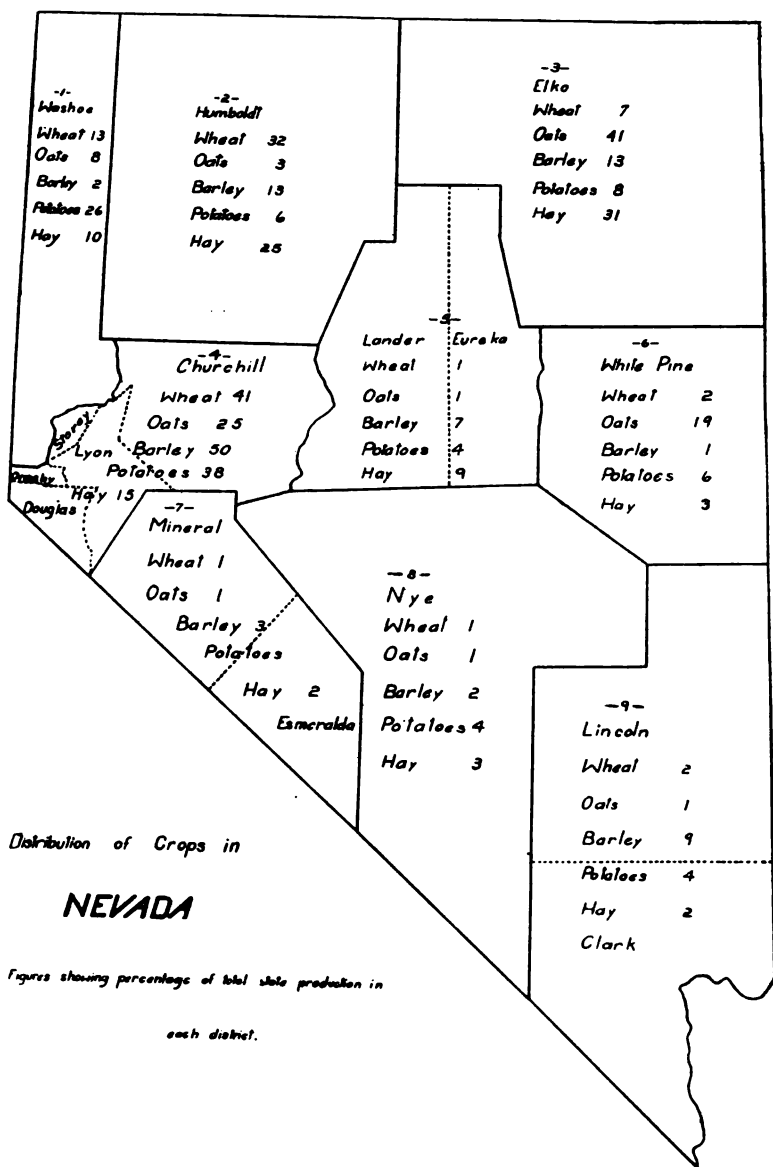 -1-
Washoe
Wheat 13
Oats 8
Barley 2
Potatoes 26
Hay 10
-2-
Humboldt
Wheat 32
Oats 3
Barley 13
Potatoes 6
Hay 25
-3-
Elko
Wheat 7
Oats 41
Barley 13
Potatoes 8
Hay 31
-4-
Churchill
Wheat 41
Oats 25
Barley 50
Potatoes 38
Hay 15
Storey
Lyon
Ormsby
Douglas
-5-
Lander Eureka
Wheat 1
Oats 1
Barley 7
Potatoes 4
Hay 9
-6-
White Pine
Wheat 2
Oats 19
Barley 1
Potatoes 6
Hay 3
-7-
Mineral
Wheat 1
Oats 1
Barley 3
Potatoes
Hay 2
Esmeralda
-8-
Nye
Wheat 1
Oats 1
Barley 2
Potatoes 4
Hay 3
-9-
Lincoln
Wheat 2
Oats 1
Barley 9
Potatoes 4
Hay 2
Clark
Distribution of Crops in
NEVADA
Figures showing percentage of total state production in
each district.